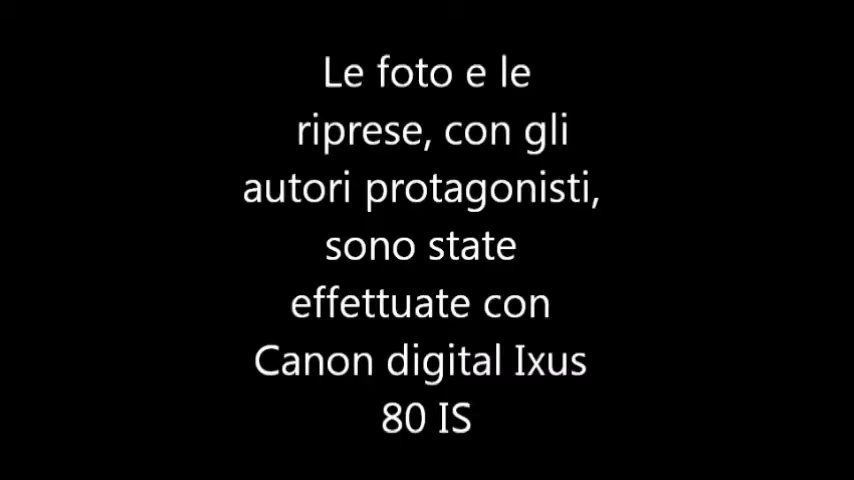 Le foto e le
riprese, con gli
autori protagonisti,
sono state
effettuate con
Canon digital Ixus
80 IS